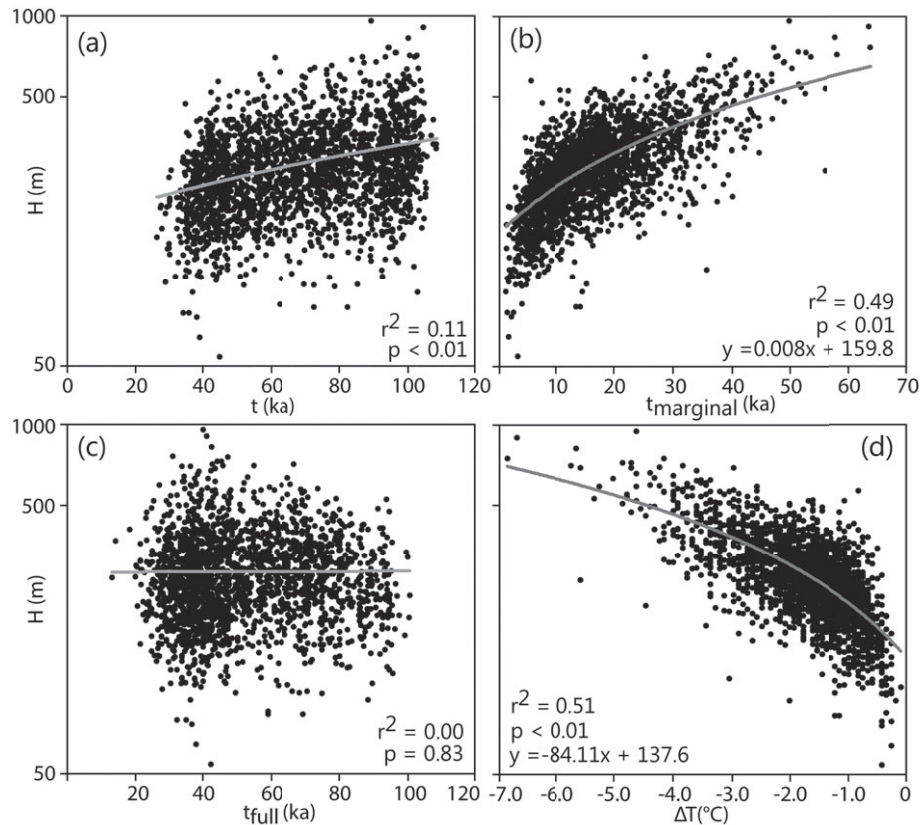 1000
(a)
500
H (m)
r² = 0.11
p < 0.01
50
0 20 40 60 80 100 120
t (ka)
(b)
r² = 0.49
p < 0.01
y =0.008x + 159.8
10 20 30 40 50 60 70
tmarginal (ka)
1000
(c)
500
H (m)
r² = 0.00
p = 0.83
50
0 20 40 60 80 100 120
tfull (ka)
(d)
r² = 0.51
p < 0.01
y =-84.11x + 137.6
-7.0 -6.0 -5.0 -4.0 -3.0 -2.0 -1.0 0.0
ΔT(°C)